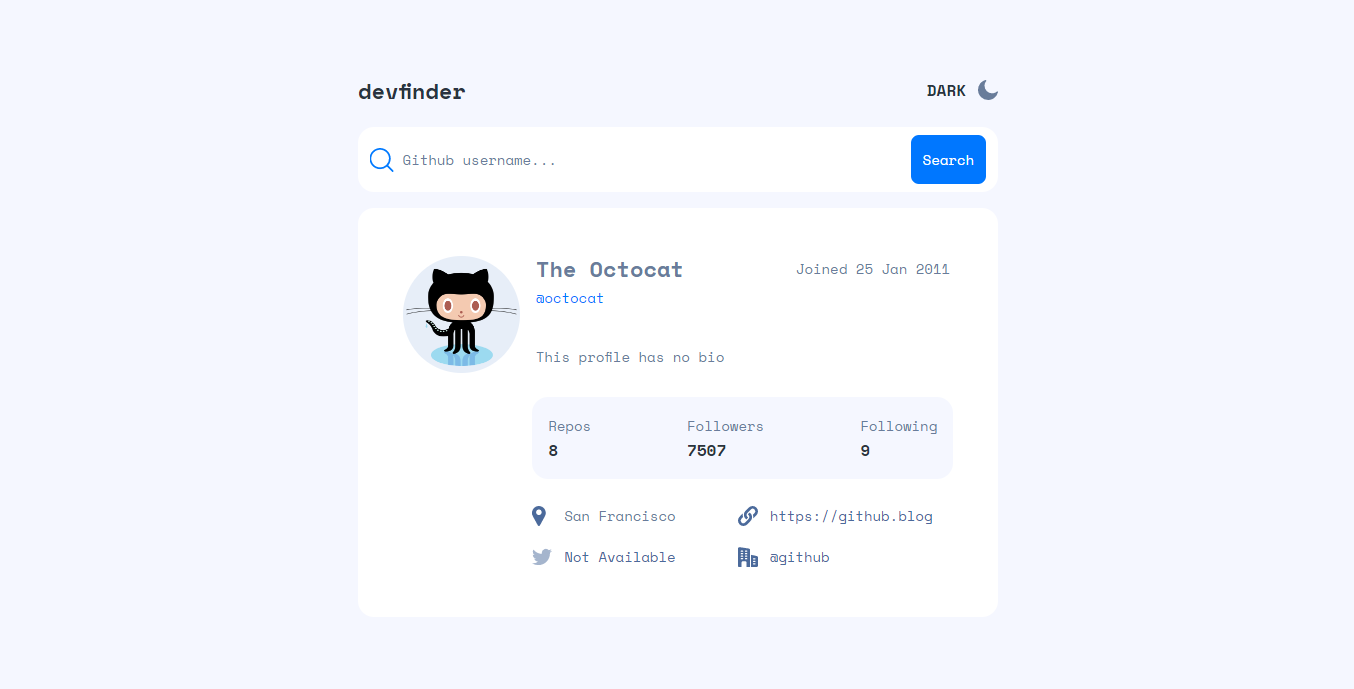 devfinder
DARK
Github username...
Search
The Octocat
Joined 25 Jan 2011
@octocat
This profile has no bio
Repos
Followers
Following
8
7507
9
San Francisco
https://github.blog
Not Available
@github